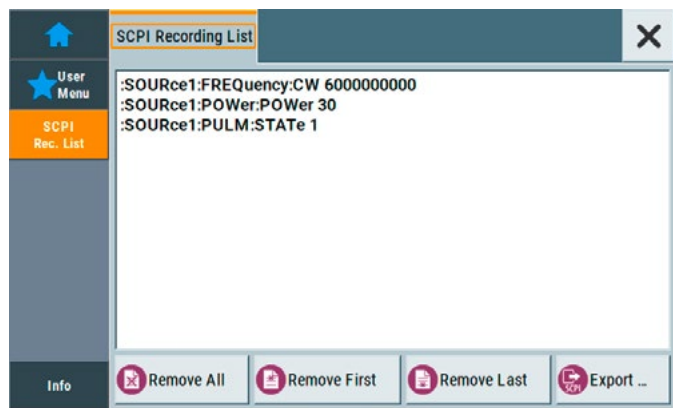 SCPI Recording List
User
Menu
SCPI
Rec. List
:SOURce1:FREQuency:CW 6000000000
:SOURce1:POWer:POWer 30
:SOURce1:PULM:STATe 1
Info
Remove All
Remove First
Remove Last
SCPI
Export ...